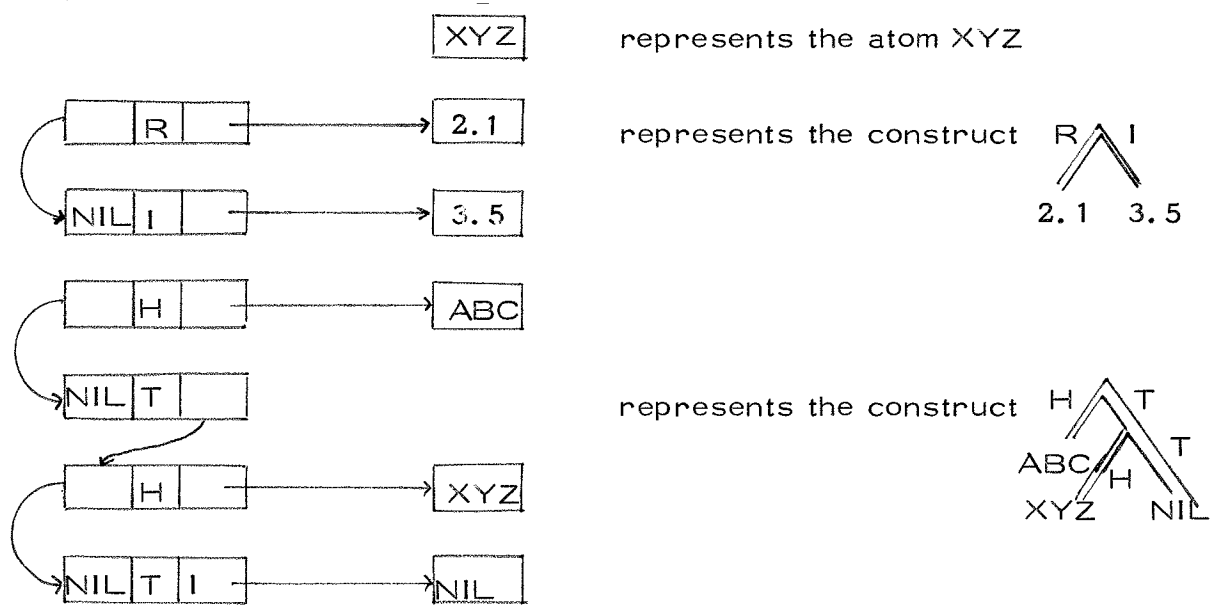 XYZ represents the atom XYZ
R 2.1 represents the construct R I
NIL I 3.5 2.1 3.5
H ABC
NIL T represents the construct H T
T
ABC H
H XYZ XYZ NIL
NIL T I NIL